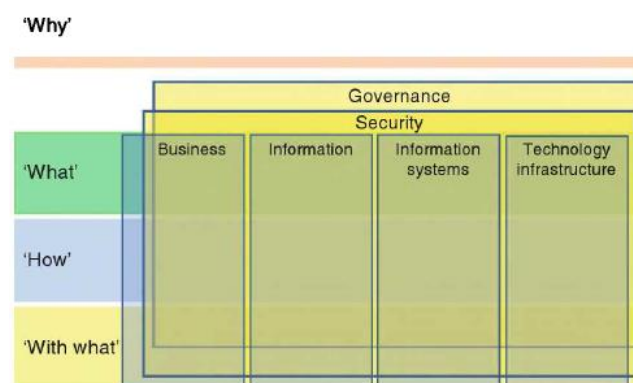 'Why'
Governance
Security
Business
Information
Information
systems
Technology
infrastructure
'What'
'How'
'With what'